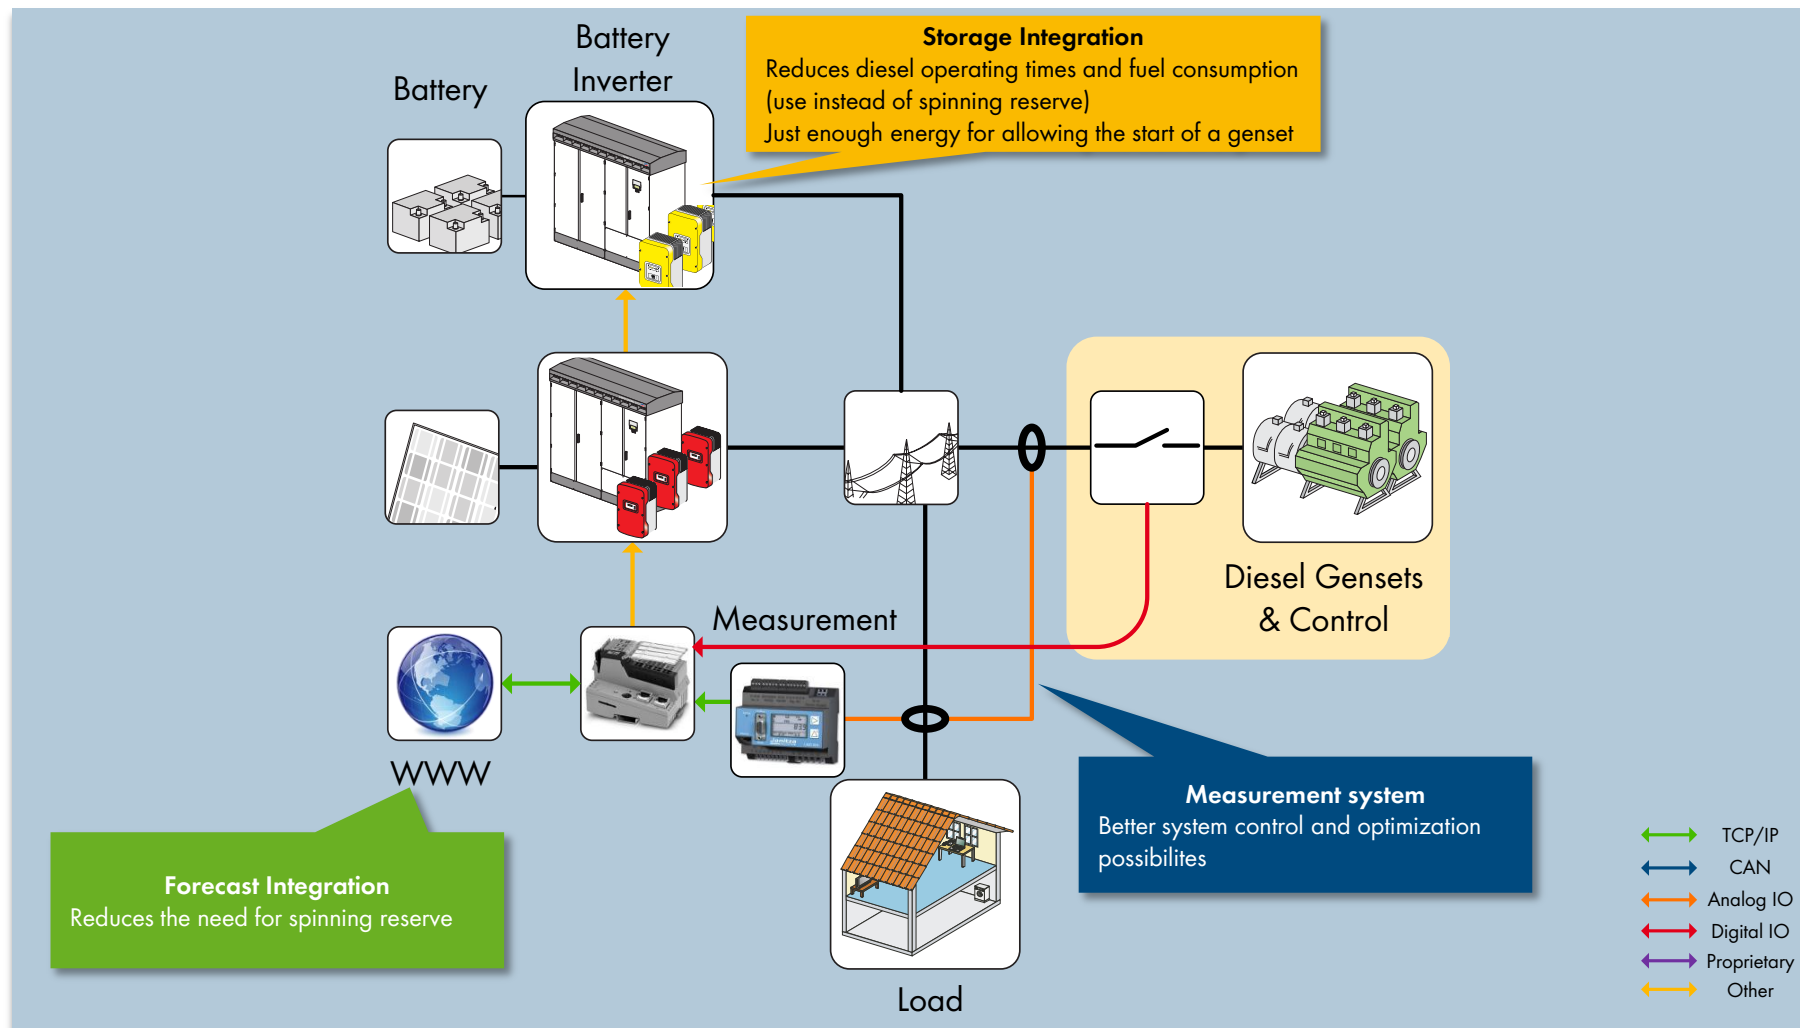 Battery
Battery
Inverter
Storage Integration
Reduces diesel operating times and fuel consumption
(use instead of spinning reserve)
Just enough energy for allowing the start of a genset
Diesel Gensets
& Control
Measurement
WWW
Forecast Integration
Reduces the need for spinning reserve
Measurement system
Better system control and optimization
possibilites
Load
TCP/IP
CAN
Analog IO
Digital IO
Proprietary
Other